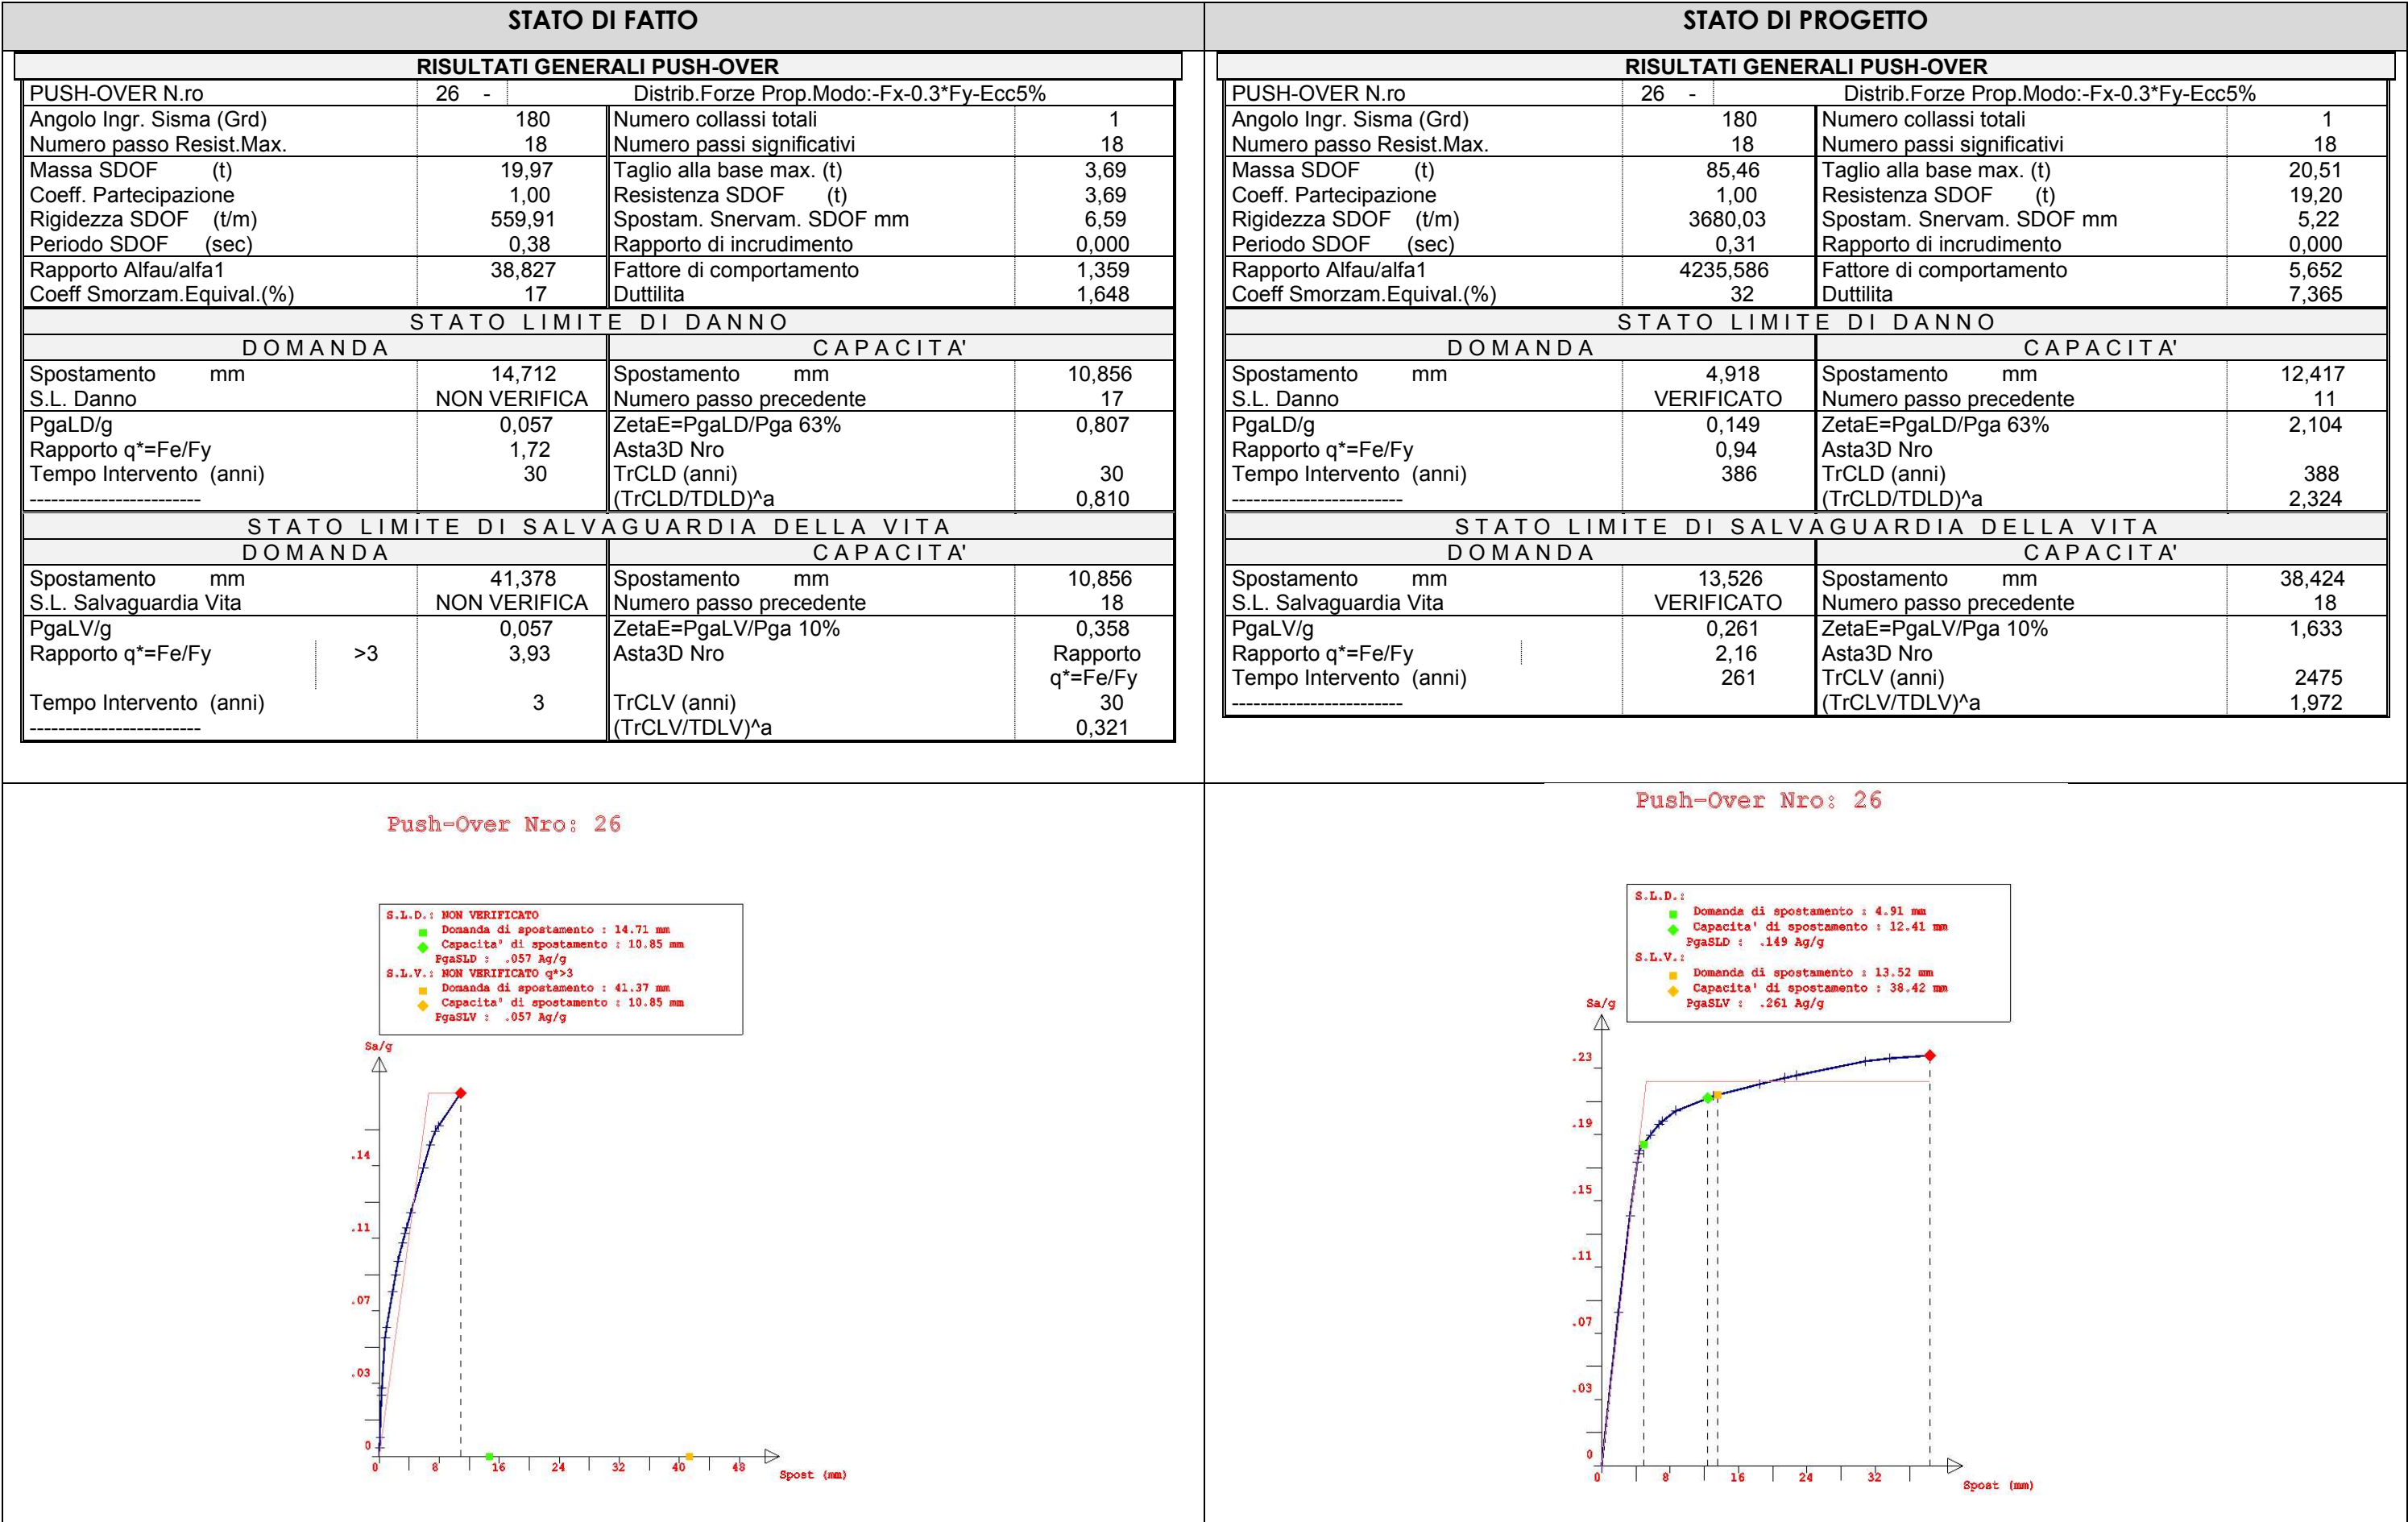 STATO DI FATTO
RISULTATI GENERALI PUSH-OVER
PUSH-OVER N.ro 26 - Distrib.Forze Prop.Modo:-Fx-0.3*Fy-Ecc5%
Angolo Ingr. Sisma (Grd) 180 Numero collassi totali 1
Numero passo Resist.Max. 18 Numero passi significativi 18
Massa SDOF (t) 19,97 Taglio alla base max. (t) 3,69
Coeff. Partecipazione 1,00 Resistenza SDOF (t) 3,69
Rigidezza SDOF (t/m) 559,91 Spostam. Snervam. SDOF mm 6,59
Periodo SDOF (sec) 0,38 Rapporto di incrudimento 0,000
Rapporto Alfau/alfa1 38,827 Fattore di comportamento 1,359
Coeff Smorzam.Equival.(%) 17 Duttilita 1,648
STATO LIMITE DI DANNO
DOMANDA CAPACITA'
Spostamento mm 14,712 Spostamento mm 10,856
S.L. Danno NON VERIFICA Numero passo precedente 17
PgaLD/g 0,057 ZetaE=PgaLD/Pga 63% 0,807
Rapporto q*=Fe/Fy 1,72 Asta3D Nro
Tempo Intervento (anni) 30 TrCLD (anni) 30
------------------------ (TrCLD/TDLD)^a 0,810
STATO LIMITE DI SALVAGUARDIA DELLA VITA
DOMANDA CAPACITA'
Spostamento mm 41,378 Spostamento mm 10,856
S.L. Salvaguardia Vita NON VERIFICA Numero passo precedente 18
PgaLV/g 0,057 ZetaE=PgaLV/Pga 10% 0,358
Rapporto q*=Fe/Fy >3 3,93 Asta3D Nro Rapporto
q*=Fe/Fy
Tempo Intervento (anni) 3 TrCLV (anni) 30
------------------------ (TrCLV/TDLV)^a 0,321
Push-Over Nro: 26
S.L.D.: NON VERIFICATO
Domanda di spostamento : 14.71 mm
Capacita' di spostamento : 10.85 mm
PgaSLD : .057 Ag/g
S.L.V.: NON VERIFICATO q*>3
Domanda di spostamento : 41.37 mm
Capacita' di spostamento : 10.85 mm
PgaSLV : .057 Ag/g
Sa/g
.14
.11
.07
.03
0
0 8 16 24 32 40 48
Spost (mm)
STATO DI PROGETTO
RISULTATI GENERALI PUSH-OVER
PUSH-OVER N.ro 26 - Distrib.Forze Prop.Modo:-Fx-0.3*Fy-Ecc5%
Angolo Ingr. Sisma (Grd) 180 Numero collassi totali 1
Numero passo Resist.Max. 18 Numero passi significativi 18
Massa SDOF (t) 85,46 Taglio alla base max. (t) 20,51
Coeff. Partecipazione 1,00 Resistenza SDOF (t) 19,20
Rigidezza SDOF (t/m) 3680,03 Spostam. Snervam. SDOF mm 5,22
Periodo SDOF (sec) 0,31 Rapporto di incrudimento 0,000
Rapporto Alfau/alfa1 4235,586 Fattore di comportamento 5,652
Coeff Smorzam.Equival.(%) 32 Duttilita 7,365
STATO LIMITE DI DANNO
DOMANDA CAPACITA'
Spostamento mm 4,918 Spostamento mm 12,417
S.L. Danno VERIFICATO Numero passo precedente 11
PgaLD/g 0,149 ZetaE=PgaLD/Pga 63% 2,104
Rapporto q*=Fe/Fy 0,94 Asta3D Nro
Tempo Intervento (anni) 386 TrCLD (anni) 388
------------------------ (TrCLD/TDLD)^a 2,324
STATO LIMITE DI SALVAGUARDIA DELLA VITA
DOMANDA CAPACITA'
Spostamento mm 13,526 Spostamento mm 38,424
S.L. Salvaguardia Vita VERIFICATO Numero passo precedente 18
PgaLV/g 0,261 ZetaE=PgaLV/Pga 10% 1,633
Rapporto q*=Fe/Fy 2,16 Asta3D Nro
Tempo Intervento (anni) 261 TrCLV (anni) 2475
------------------------ (TrCLV/TDLV)^a 1,972
Push-Over Nro: 26
S.L.D.:
Domanda di spostamento : 4.91 mm
Capacita' di spostamento : 12.41 mm
PgaSLD : .149 Ag/g
S.L.V.:
Domanda di spostamento : 13.52 mm
Capacita' di spostamento : 38.42 mm
PgaSLV : .261 Ag/g
Sa/g
.23
.19
.15
.11
.07
.03
0
0 8 16 24 32
Spost (mm)